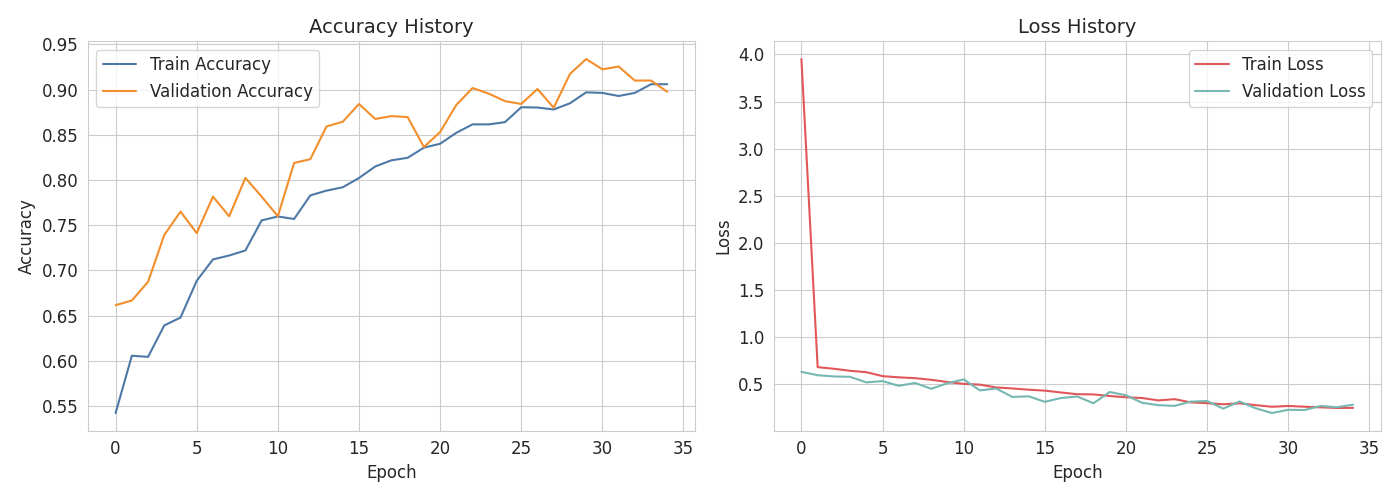 Accuracy History
0.95
0.90
0.85
0.80
0.75
0.70
0.65
0.60
0.55
Accuracy
Train Accuracy
Validation Accuracy
0 5 10 15 20 25 30 35
Epoch
Loss History
4.0
3.5
3.0
2.5
2.0
1.5
1.0
0.5
Loss
Train Loss
Validation Loss
0 5 10 15 20 25 30 35
Epoch